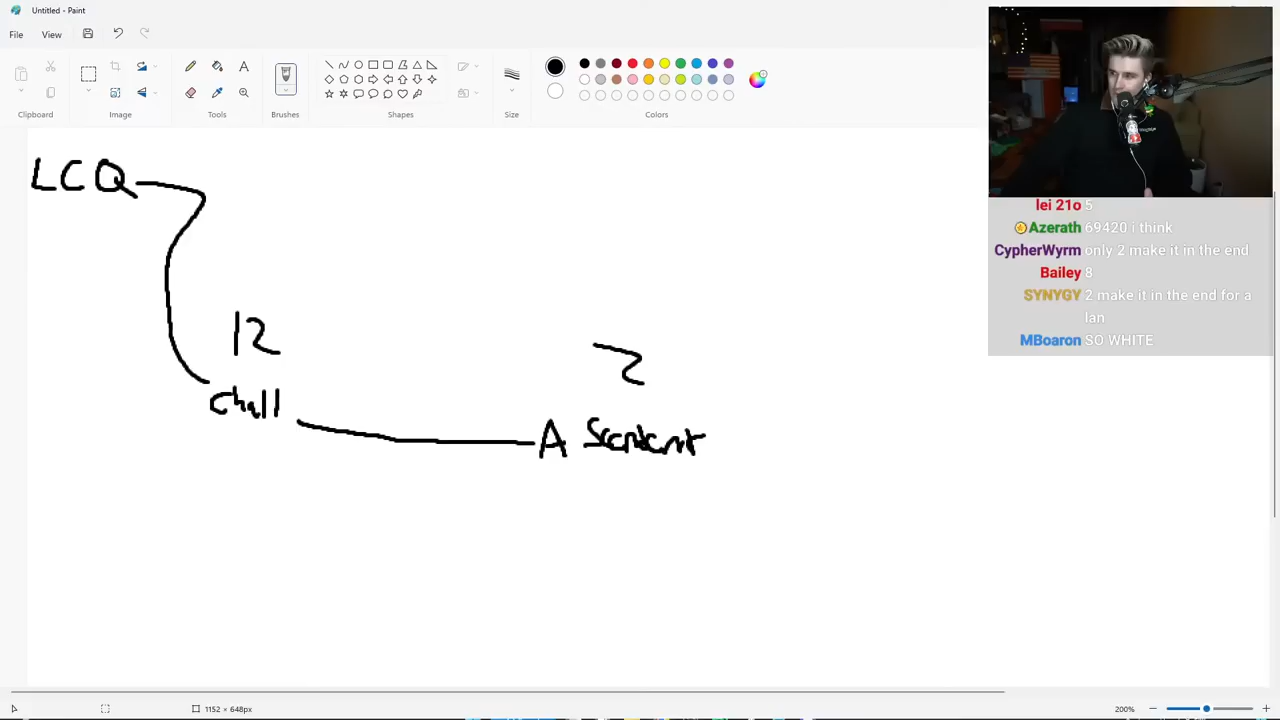 Untitled - Paint
File View
Clipboard Image Tools Brushes Shapes Size Colors
LCQ
12
chall
2
A
lei 21o 5
Azerath 69420 i think
CypherWyrm only 2 make it in the end
Bailey 8
SYNYGY 2 make it in the end for a
lan
MBoaron SO WHITE
1152 × 648px
200%